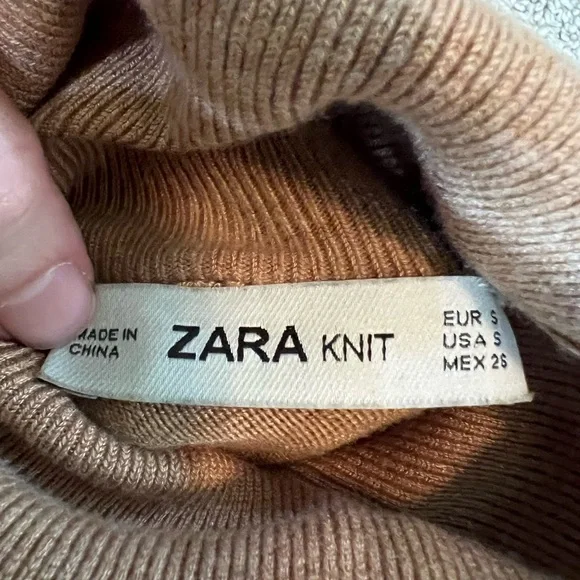 MADE IN
CHINA
ZARA KNIT
EUR S
USA S
MEX 26